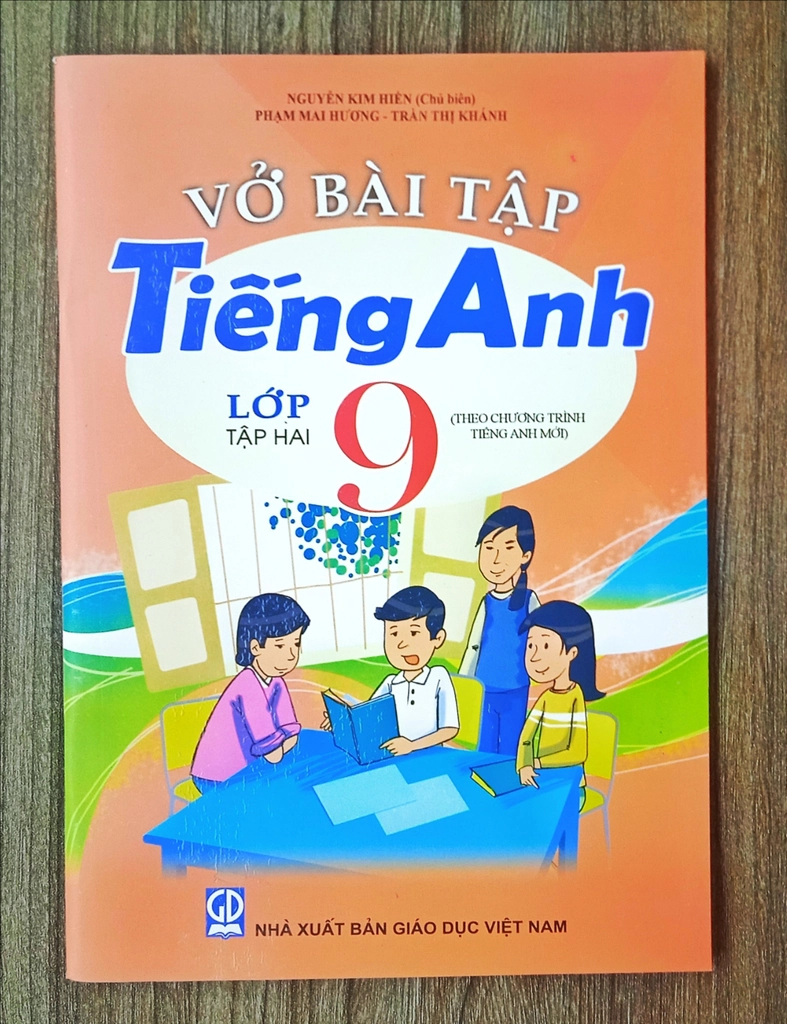 NGUYỄN KIM HIỀN (Chủ biên)
PHẠM MAI HƯƠNG - TRẦN THỊ KHÁNH
VỞ BÀI TẬP
Tiếng Anh
LỚP 9
TẬP HAI
(THEO CHƯƠNG TRÌNH
TIẾNG ANH MỚI)
GD
NHÀ XUẤT BẢN GIÁO DỤC VIỆT NAM